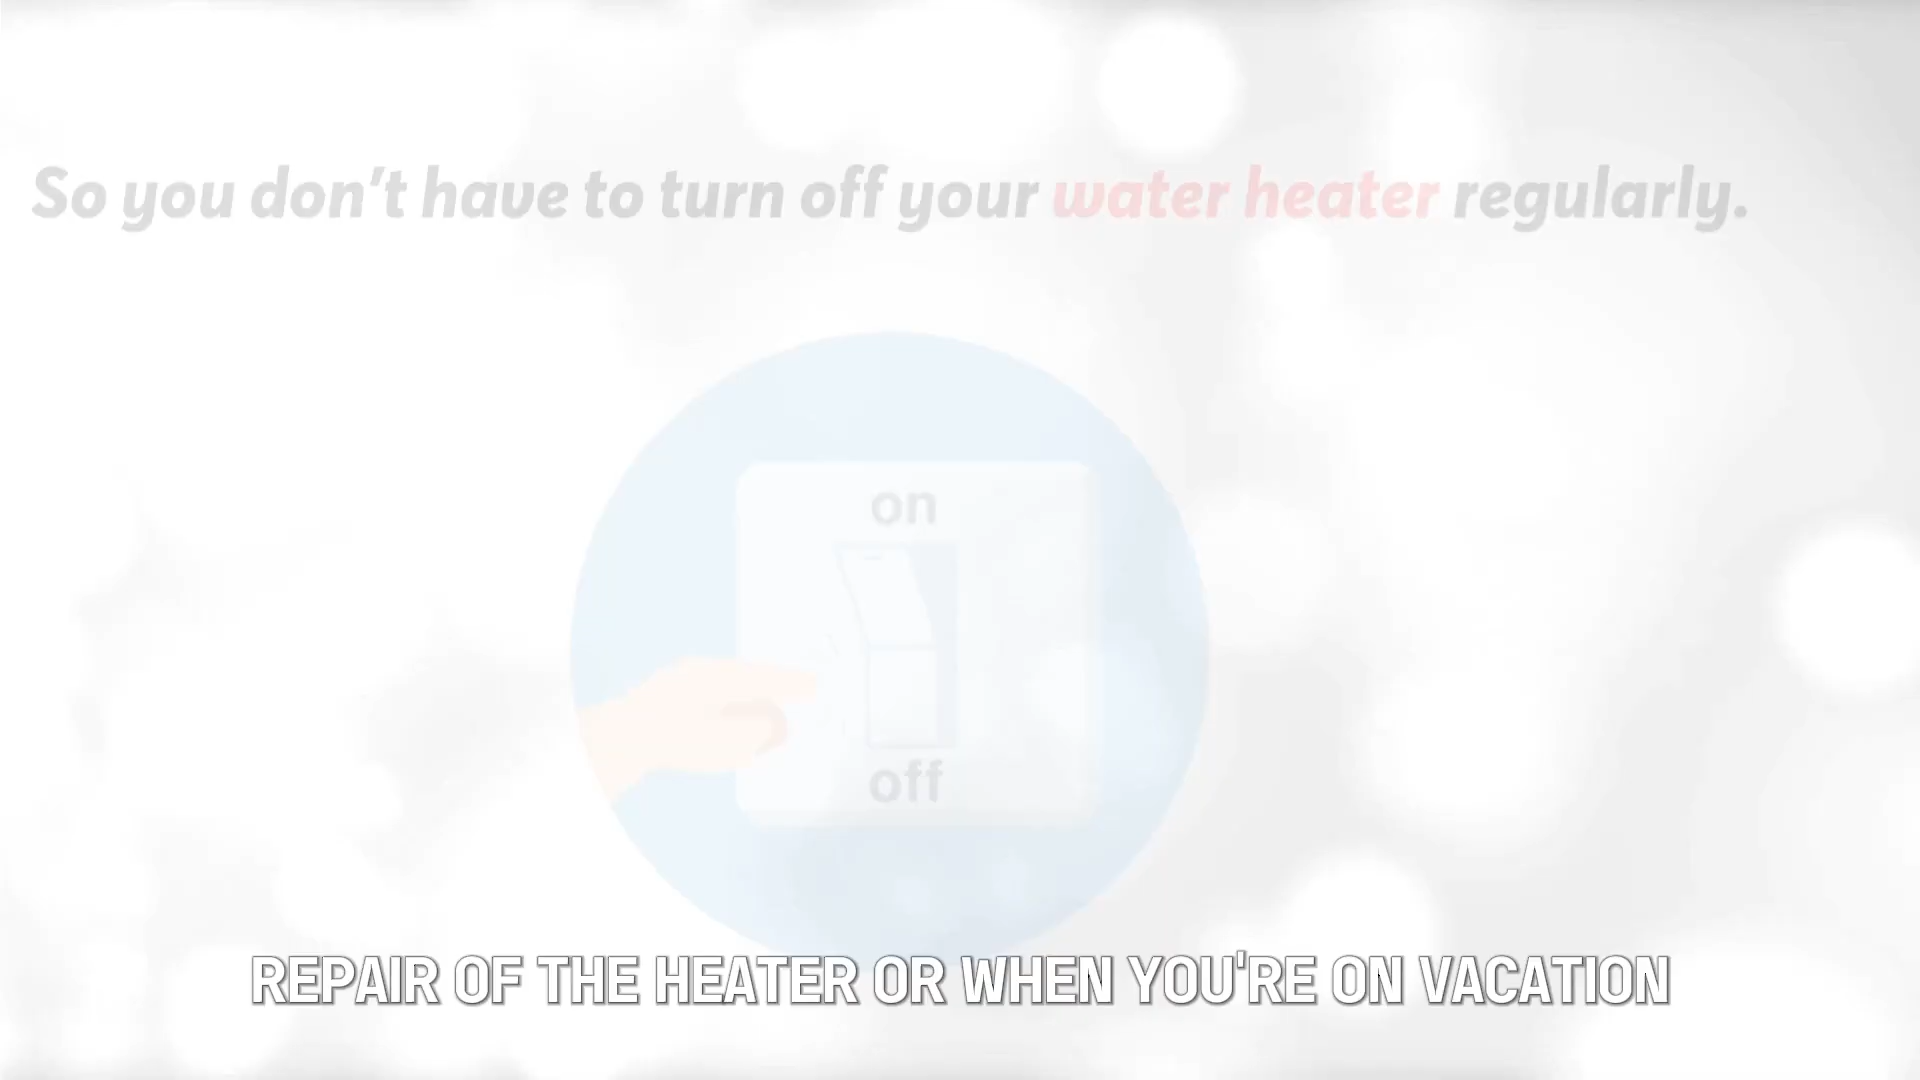 So you don't have to turn off your water heater regularly.
on
off
REPAIR OF THE HEATER OR WHEN YOU'RE ON VACATION